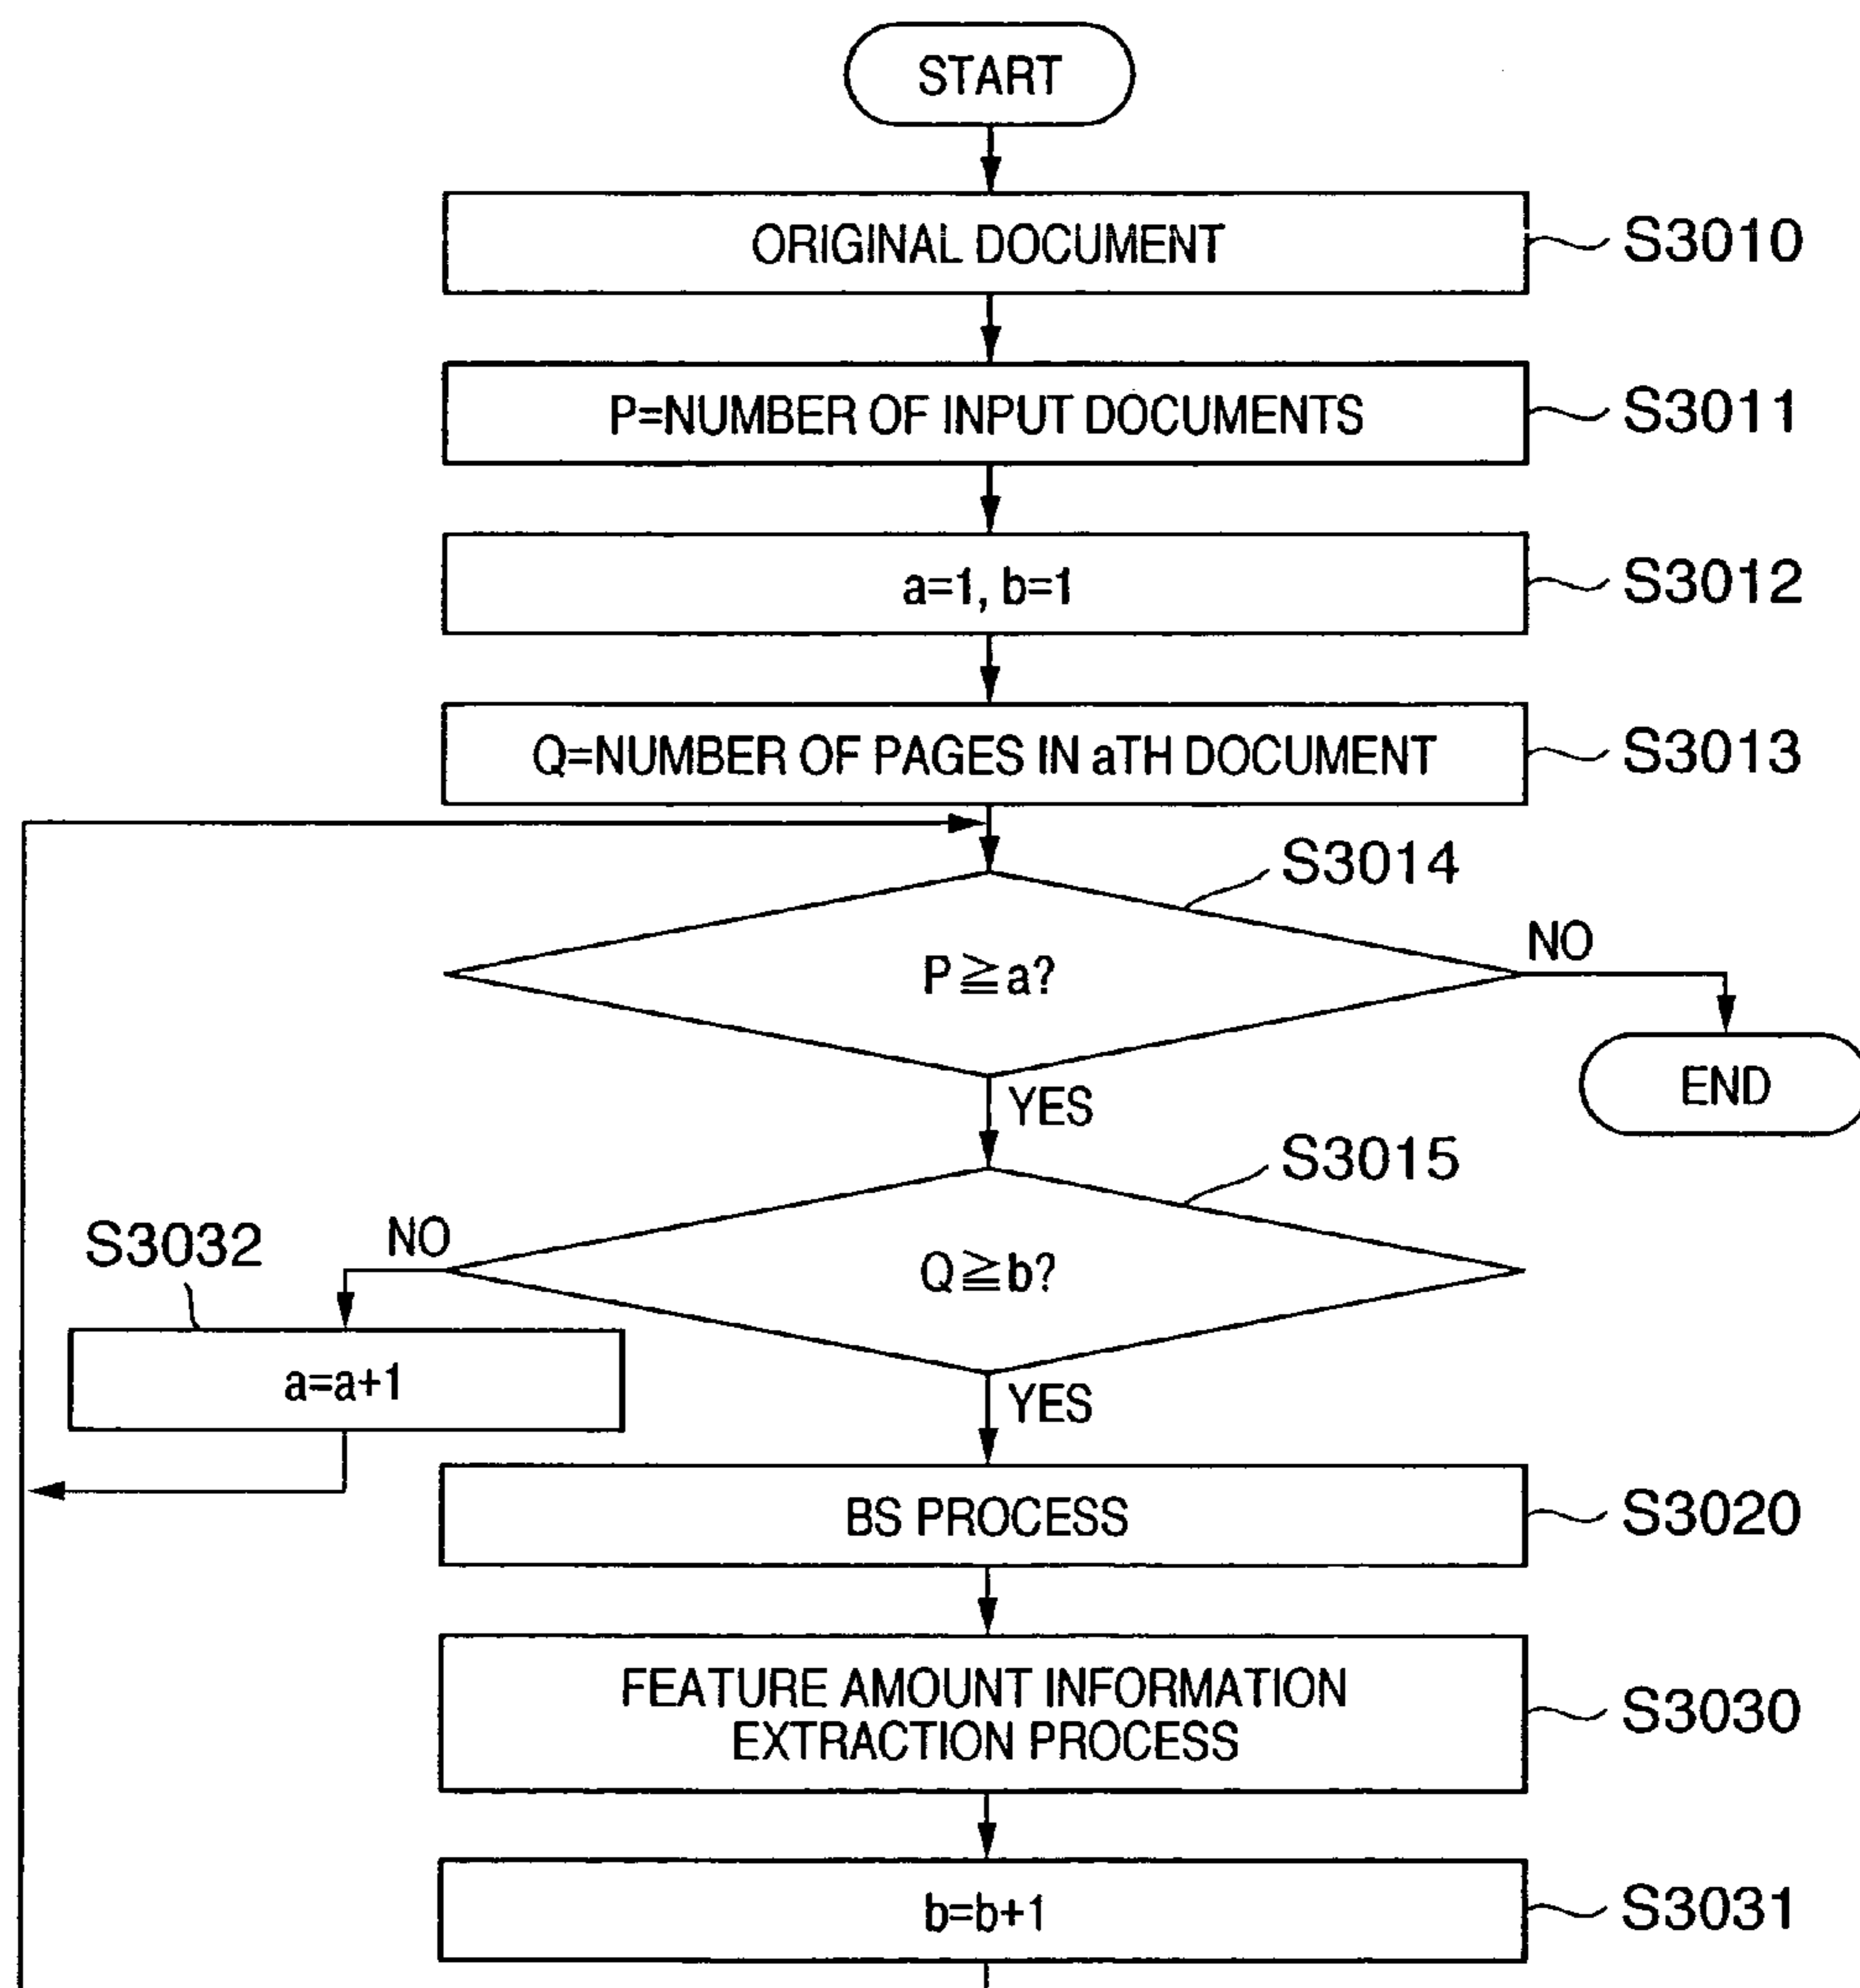 START
ORIGINAL DOCUMENT
S3010
P=NUMBER OF INPUT DOCUMENTS
S3011
a=1, b=1
S3012
Q=NUMBER OF PAGES IN aTH DOCUMENT
S3013
S3014
P≧a?
NO
END
YES
S3015
Q≧b?
NO
S3032
a=a+1
YES
BS PROCESS
S3020
FEATURE AMOUNT INFORMATION
EXTRACTION PROCESS
S3030
b=b+1
S3031